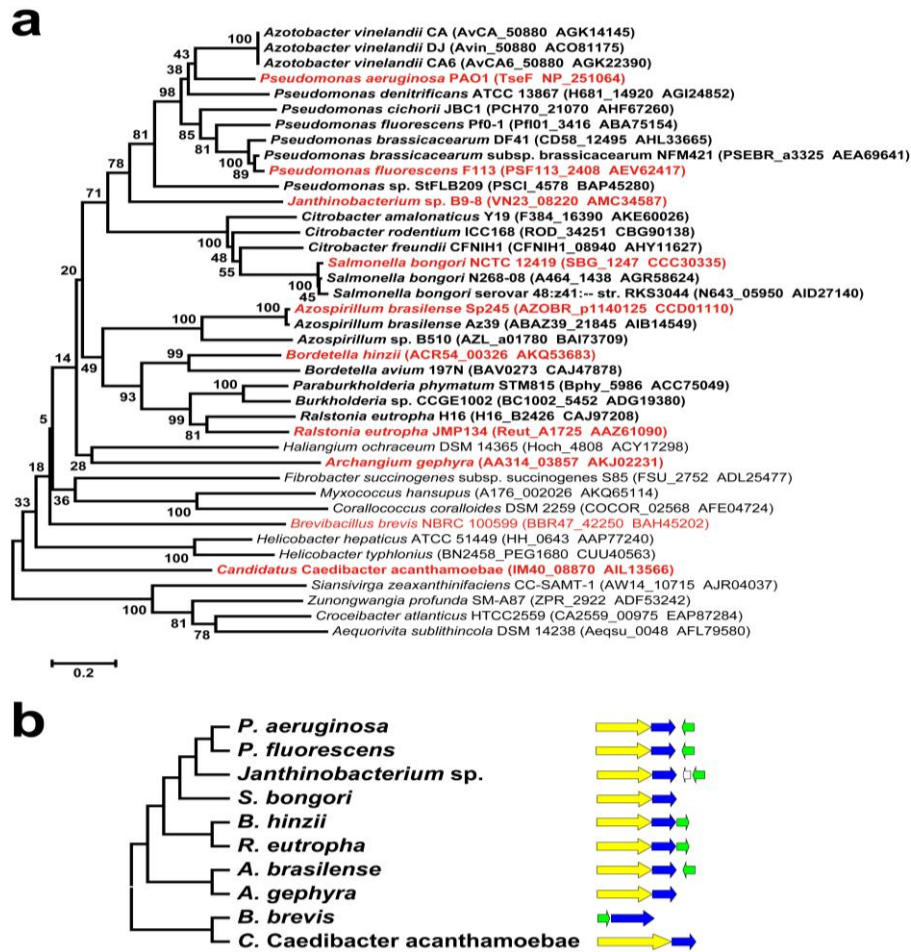 a
Azotobacter vinelandii CA (AvCA_50880 AGK14145)
Azotobacter vinelandii DJ (Avin_50880 ACO81175)
Azotobacter vinelandii CA6 (AvCA6_50880 AGK22390)
Pseudomonas aeruginosa PAO1 (TseF NP_251064)
Pseudomonas denitrificans ATCC 13867 (H681_14920 AGI24852)
Pseudomonas cichorii JBC1 (PCH70_21070 AHF67260)
Pseudomonas fluorescens Pf0-1 (Pfl01_3416 ABA75154)
Pseudomonas brassicacearum DF41 (CD58_12495 AHL33665)
Pseudomonas brassicacearum subsp. brassicacearum NFM421 (PSEBR_a3325 AEA69641)
Pseudomonas fluorescens F113 (PSF113_2408 AEV62417)
Pseudomonas sp. StFLB209 (PSCI_4578 BAP45280)
Janthinobacterium sp. B9-8 (VN23_08220 AMC34587)
Citrobacter amalonaticus Y19 (F384_16390 AKE60026)
Citrobacter rodentium ICC168 (ROD_34251 CBG90138)
Citrobacter freundii CFNIH1 (CFNIH1_08940 AHY11627)
Salmonella bongori NCTC 12419 (SBG_1247 CCC30335)
Salmonella bongori N268-08 (A464_1438 AGR58624)
Salmonella bongori serovar 48:z41:-- str. RKS3044 (N643_05950 AID27140)
Azospirillum brasilense Sp245 (AZOBR_p1140125 CCD01110)
Azospirillum brasilense Az39 (ABAZ39_21845 AIB14549)
Azospirillum sp. B510 (AZL_a01780 BAI73709)
Bordetella hinzii (ACR54_00326 AKQ53683)
Bordetella avium 197N (BAV0273 CAJ47878)
Paraburkholderia phymatum STM815 (Bphy_5986 ACC75049)
Burkholderia sp. CCGE1002 (BC1002_5452 ADG19380)
Ralstonia eutropha H16 (H16_B2426 CAJ97208)
Ralstonia eutropha JMP134 (Reut_A1725 AAZ61090)
Haliangium ochraceum DSM 14365 (Hoch_4808 ACY17298)
Archangium gephyra (AA314_03857 AKJ02231)
Fibrobacter succinogenes subsp. succinogenes S85 (FSU_2752 ADL25477)
Myxococcus hansupus (A176_002026 AKQ65114)
Corallococcus coralloides DSM 2259 (COCOR_02568 AFE04724)
Brevibacillus brevis NBRC 100599 (BBR47_42250 BAH45202)
Helicobacter hepaticus ATCC 51449 (HH_0643 AAP77240)
Helicobacter typhlonius (BN2458_PEG1680 CUU40563)
Candidatus Caedibacter acanthamoebae (IM40_08870 AIL13566)
Siansivirga zeaxanthinifaciens CC-SAMT-1 (AW14_10715 AJR04037)
Zunongwangia profunda SM-A87 (ZPR_2922 ADF53242)
Croceibacter atlanticus HTCC2559 (CA2559_00975 EAP87284)
Aequorivita sublithincola DSM 14238 (Aeqsu_0048 AFL79580)
100
43
38
98
85
81
81
100
89
78
71
100
48
55
100
45
20
100
100
14
49
99
93
100
99
81
5
28
18
36
100
33
100
100
81
78
0.2
b
P. aeruginosa
P. fluorescens
Janthinobacterium sp.
S. bongori
B. hinzii
R. eutropha
A. brasilense
A. gephyra
B. brevis
C. Caedibacter acanthamoebae